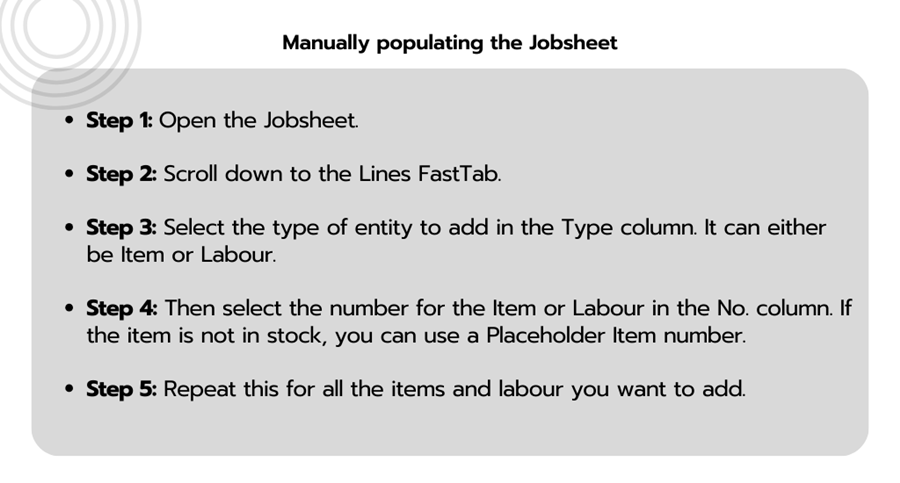 Manually populating the Jobsheet
• Step 1: Open the Jobsheet.
• Step 2: Scroll down to the Lines FastTab.
• Step 3: Select the type of entity to add in the Type column. It can either
be Item or Labour.
• Step 4: Then select the number for the Item or Labour in the No. column. If
the item is not in stock, you can use a Placeholder Item number.
• Step 5: Repeat this for all the items and labour you want to add.